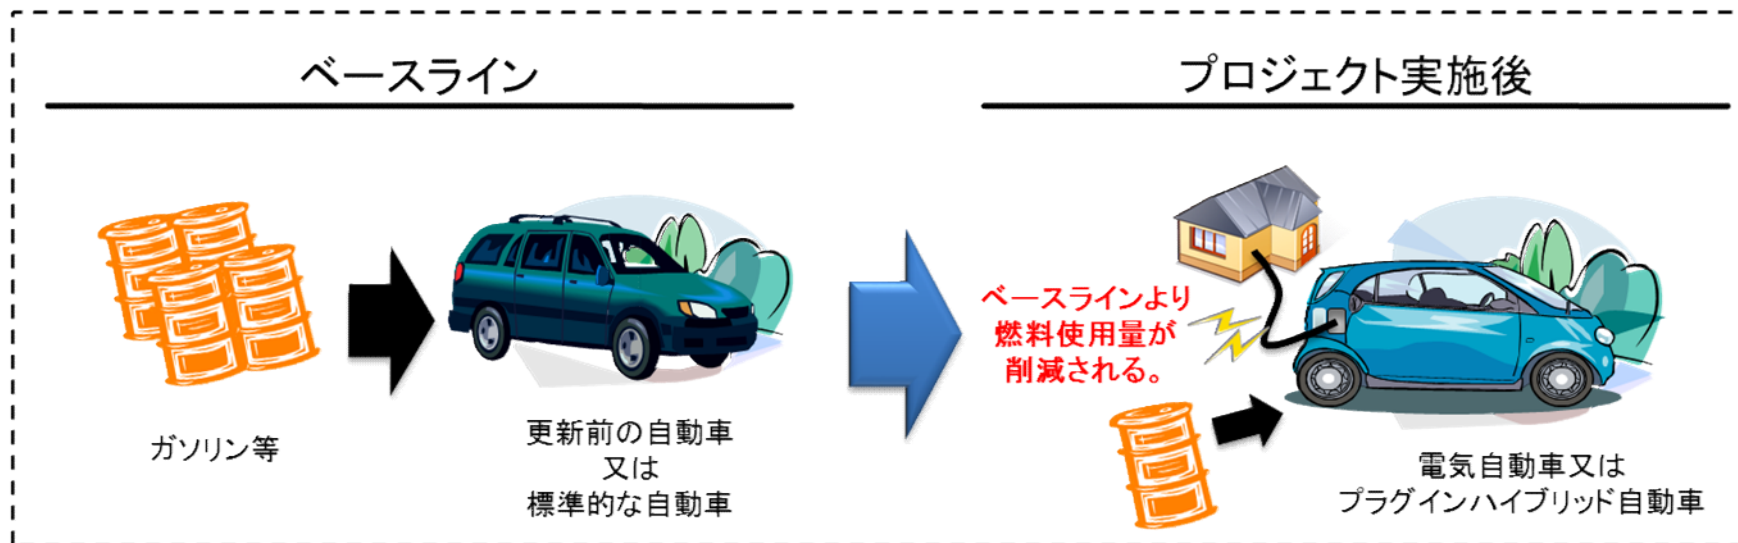 ベースライン
プロジェクト実施後
ガソリン等
更新前の自動車
又は
標準的な自動車
ベースラインより
燃料使用量が
削減される。
電気自動車又は
プラグインハイブリッド自動車